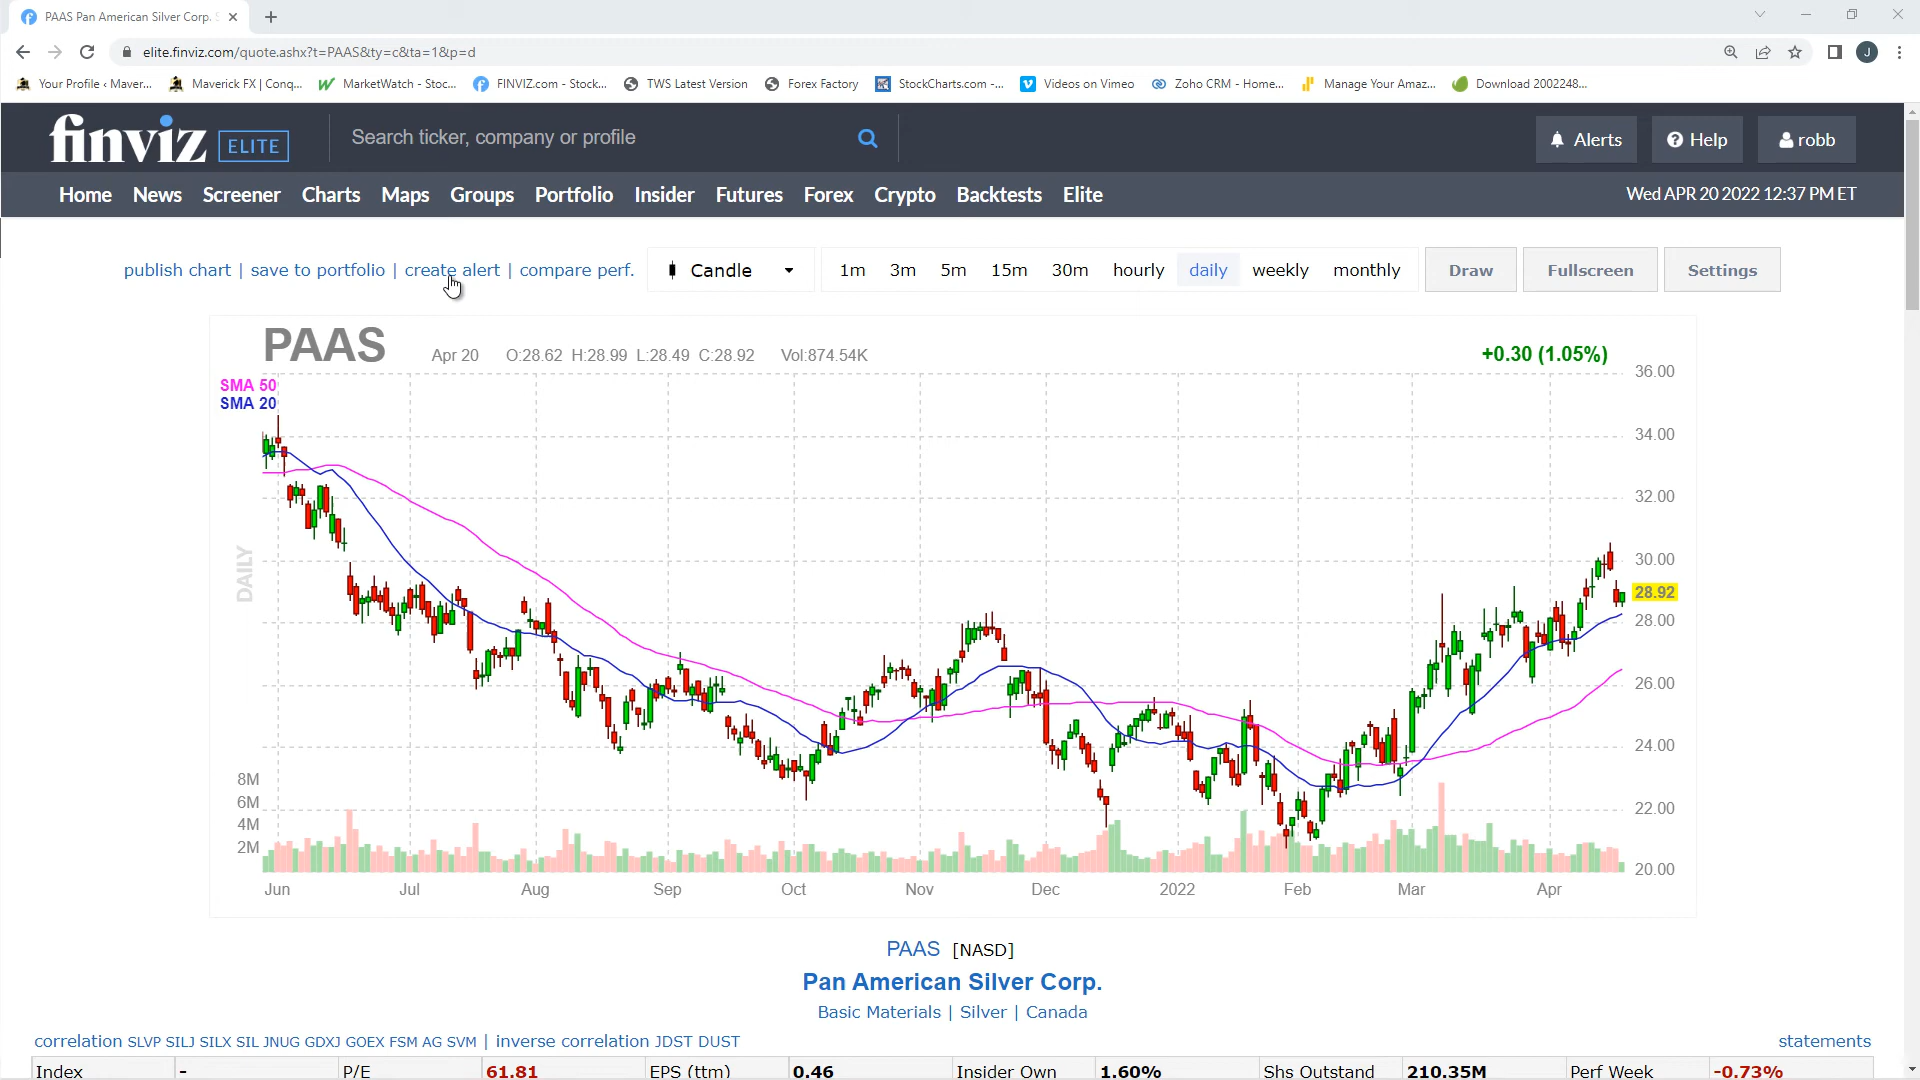 PAAS Pan American Silver Corp.
elite.finviz.com/quote.ashx?t=PAAS&ty=c&ta=1&p=d
J
Your Profile ‹ Maver... Maverick FX | Conq... MarketWatch - Stoc... FINVIZ.com - Stock... TWS Latest Version Forex Factory StockCharts.com -... Videos on Vimeo Zoho CRM - Home... Manage Your Amaz... Download 2002248...
finviz ELITE Search ticker, company or profile Alerts Help robb
Home News Screener Charts Maps Groups Portfolio Insider Futures Forex Crypto Backtests Elite Wed APR 20 2022 12:37 PM ET
publish chart | save to portfolio | create alert | compare perf. Candle 1m 3m 5m 15m 30m hourly daily weekly monthly Draw Fullscreen Settings
PAAS Apr 20 O:28.62 H:28.99 L:28.49 C:28.92 Vol:874.54K +0.30 (1.05%)
SMA 50
SMA 20
DAILY
36.00
34.00
32.00
30.00
28.92
28.00
26.00
24.00
22.00
20.00
8M
6M
4M
2M
Jun Jul Aug Sep Oct Nov Dec 2022 Feb Mar Apr
PAAS [NASD]
Pan American Silver Corp.
Basic Materials | Silver | Canada
correlation SLVP SILJ SILX SIL JNUG GDXJ GOEX FSM AG SVM | inverse correlation JDST DUST statements
Index - P/E 61.81 EPS (ttm) 0.46 Insider Own 1.60% Shs Outstand 210.35M Perf Week -0.73%